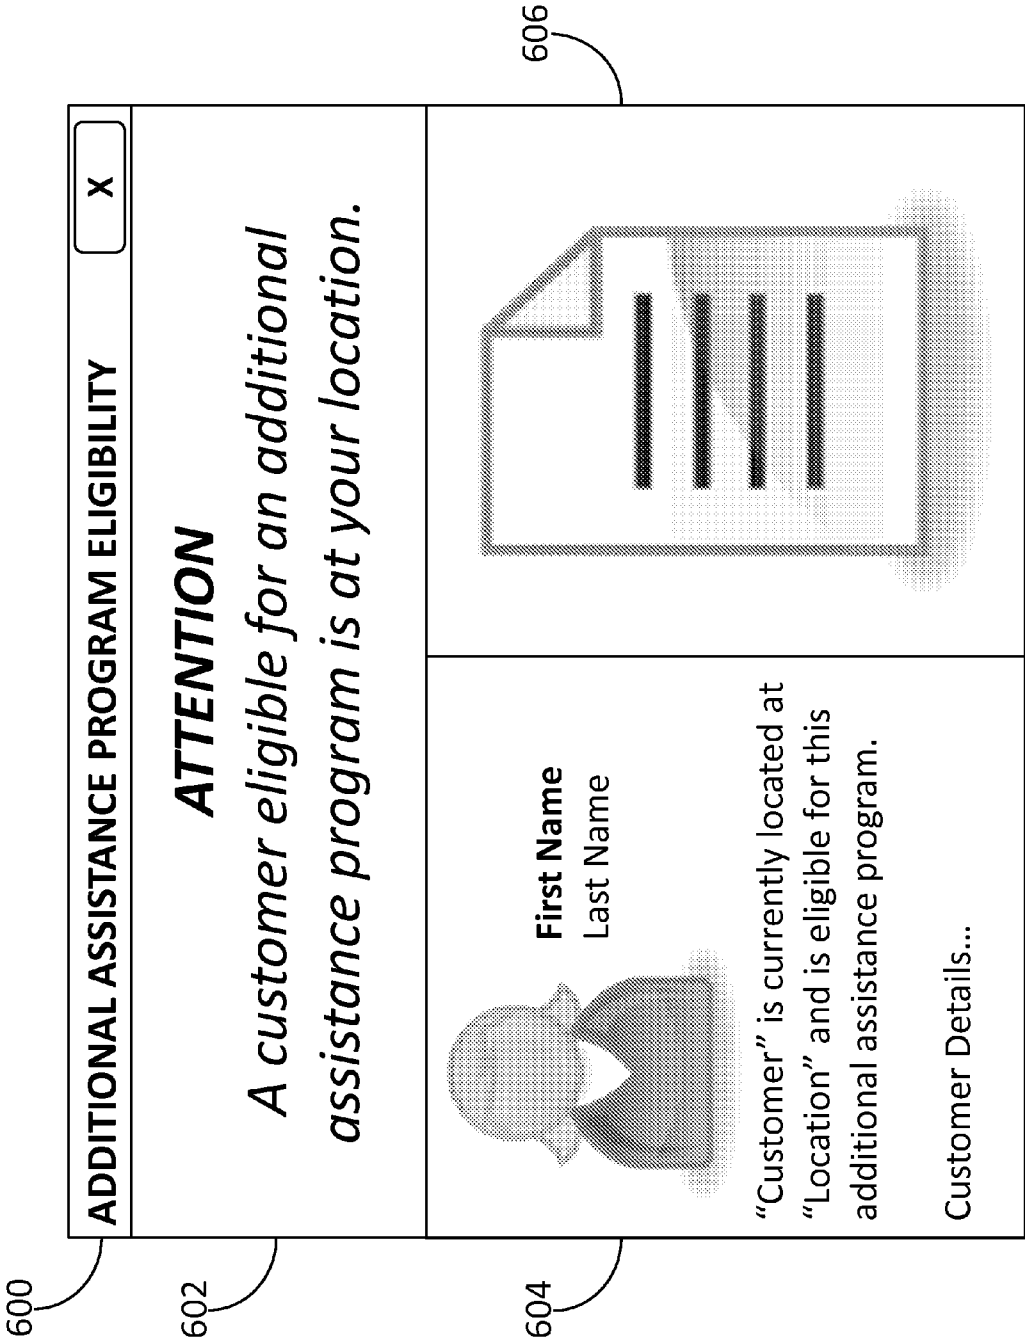 600
ADDITIONAL ASSISTANCE PROGRAM ELIGIBILITY
X
602
ATTENTION
A customer eligible for an additional
assistance program is at your location.
604
First Name
Last Name
“Customer” is currently located at
“Location” and is eligible for this
additional assistance program.
Customer Details...
606